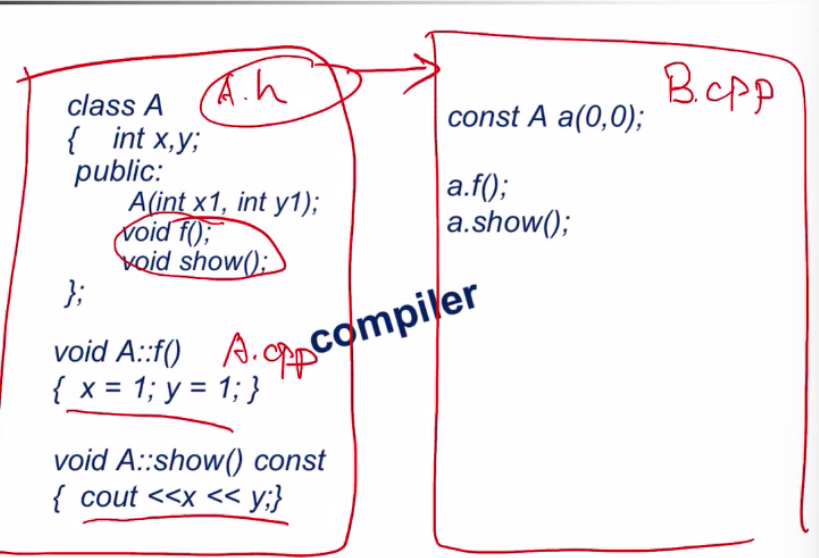 A.h
class A
{ int x,y;
public:
A(int x1, int y1);
void f();
void show();
};
void A::f() A.cpp
{ x = 1; y = 1; }
void A::show() const
{ cout <<x << y;}
compiler
B.cpp
const A a(0,0);
a.f();
a.show();